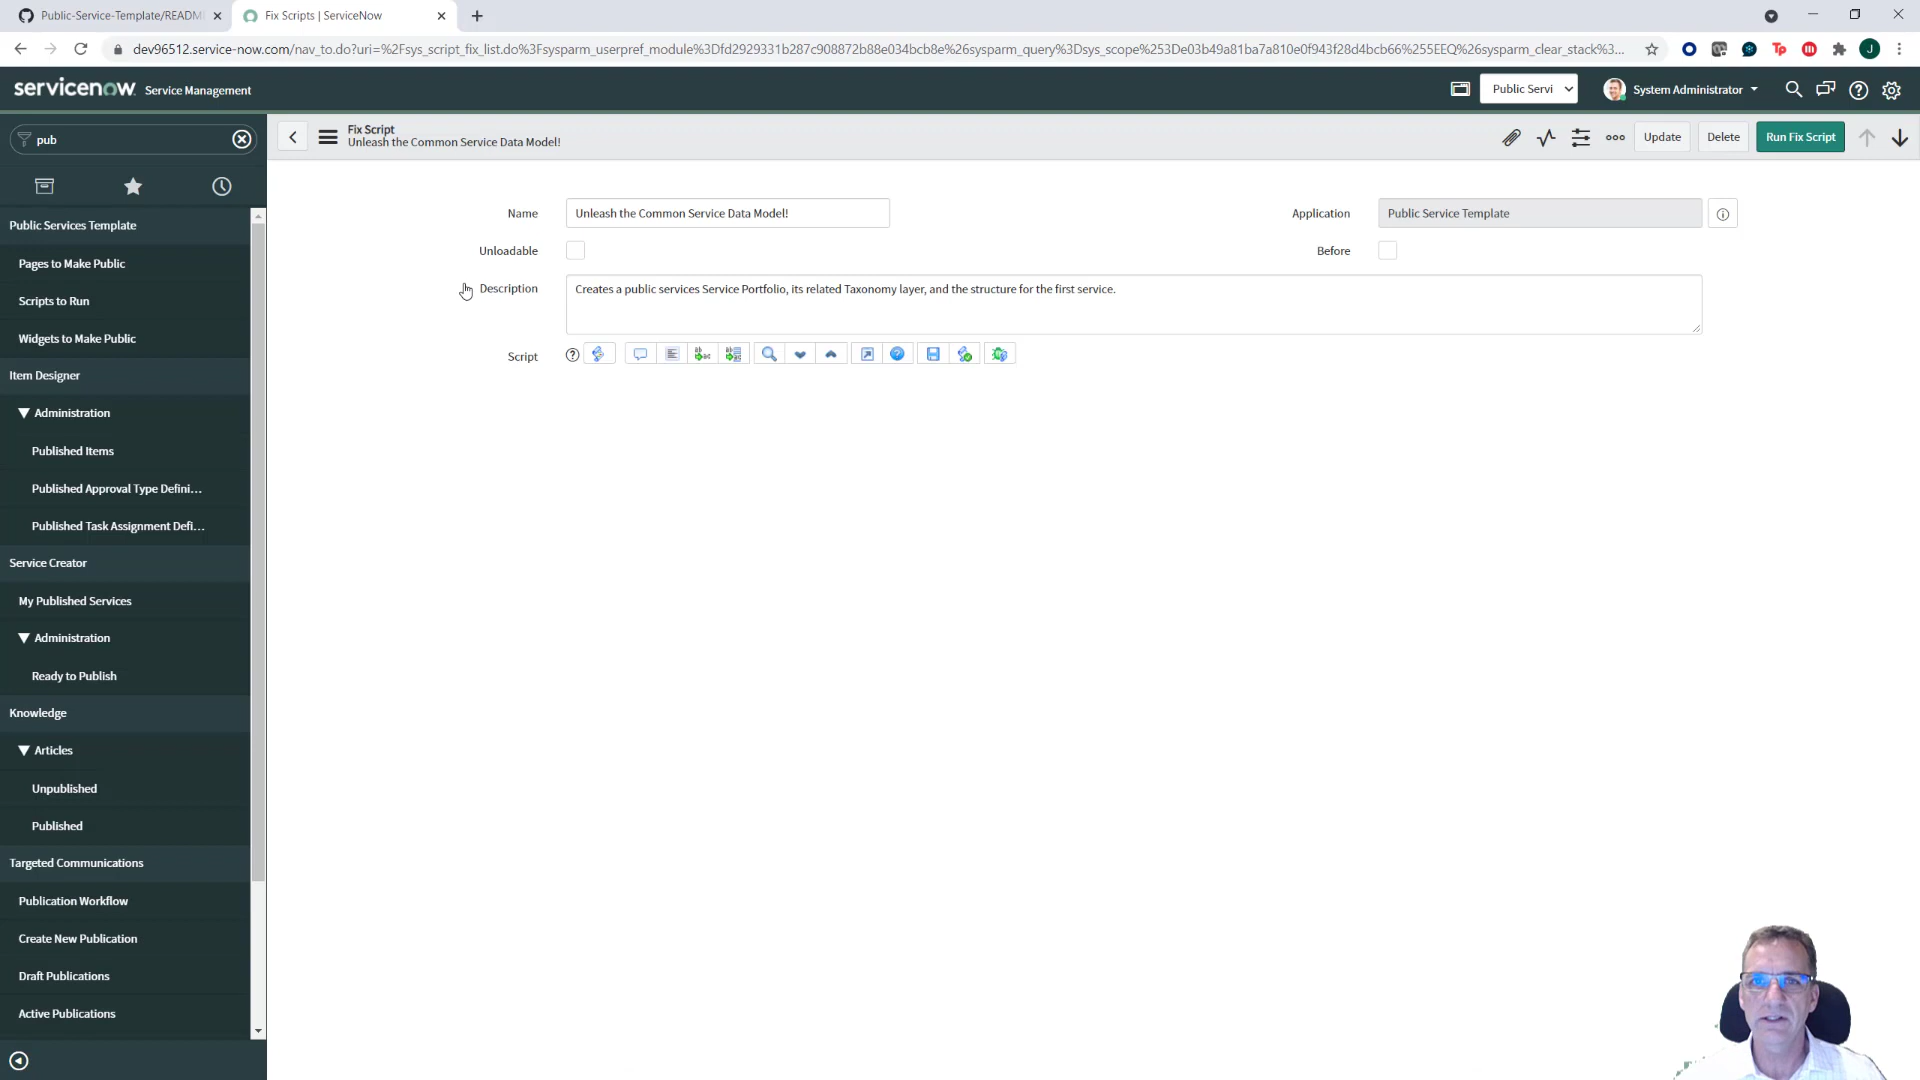 Public-Service-Template/READM
Fix Scripts | ServiceNow
dev96512.service-now.com/nav_to.do?uri=%2Fsys_script_fix_list.do%3Fsysparm_userpref_module%3Dfd2929331b287c908872b88e034bcb8e%26sysparm_query%3Dsys_scope%253De03b49a81ba7a810e0f943f28d4bcb66%255EEQ%26sysparm_clear_stack%3...
servicenow Service Management
Public Servi
System Administrator
pub
Fix Script
Unleash the Common Service Data Model!
Update
Delete
Run Fix Script
Public Services Template
Pages to Make Public
Scripts to Run
Widgets to Make Public
Item Designer
Administration
Published Items
Published Approval Type Defini...
Published Task Assignment Defi...
Service Creator
My Published Services
Administration
Ready to Publish
Knowledge
Articles
Unpublished
Published
Targeted Communications
Publication Workflow
Create New Publication
Draft Publications
Active Publications
Name
Unleash the Common Service Data Model!
Application
Public Service Template
Unloadable
Before
Description
Creates a public services Service Portfolio, its related Taxonomy layer, and the structure for the first service.
Script